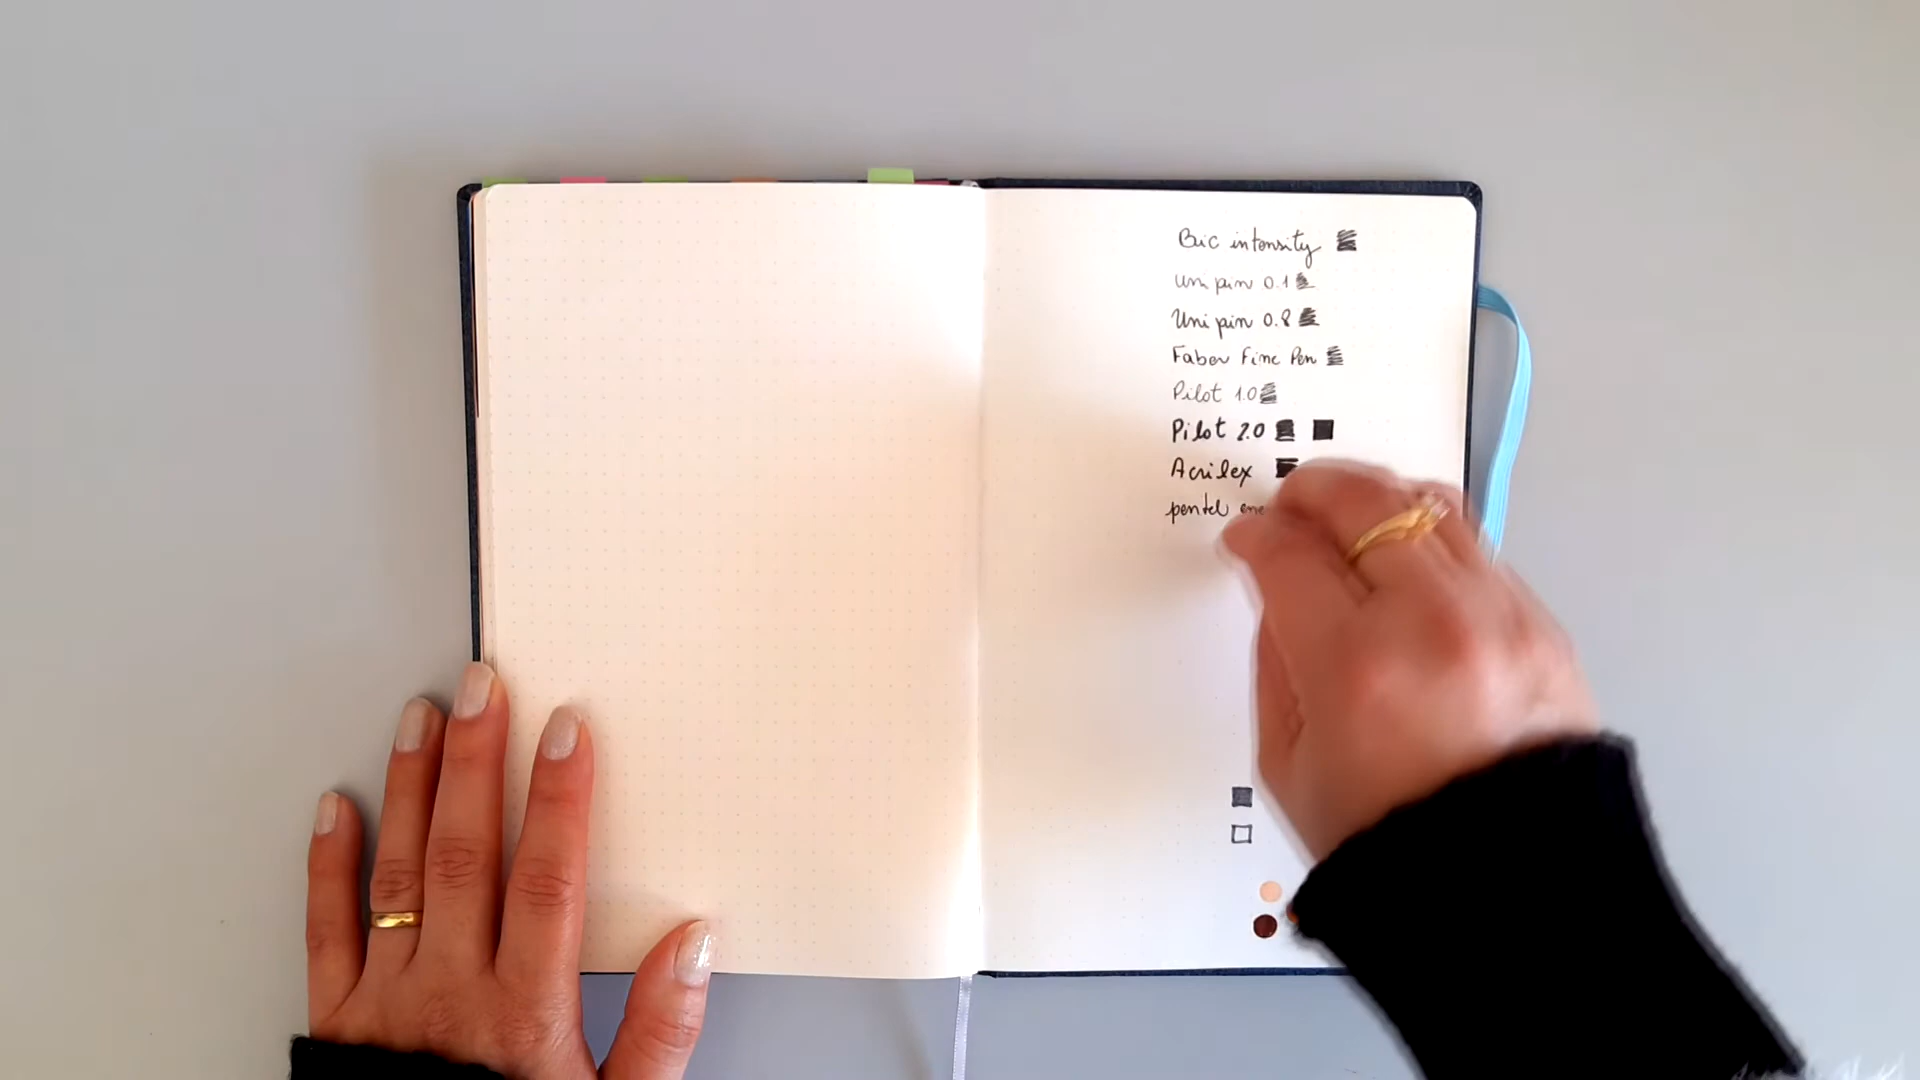 Bic intensity
Uni pin 0.1
Uni pin 0.8
Faber Fine Pen
Pilot 1.0
Pilot 2.0
Acrilex
pentel ene